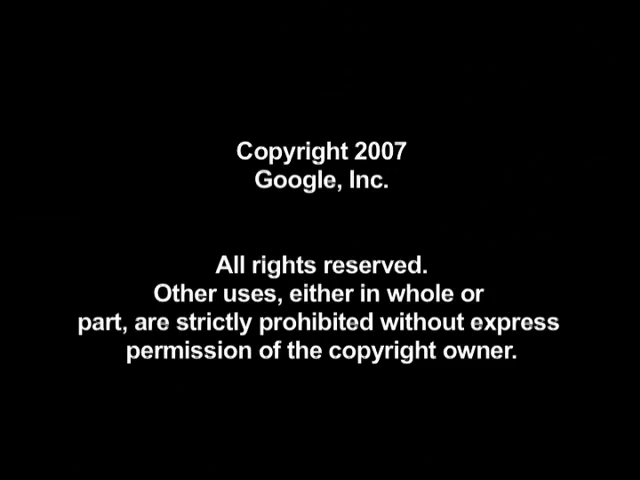 Copyright 2007
Google, Inc.
All rights reserved.
Other uses, either in whole or
part, are strictly prohibited without express
permission of the copyright owner.